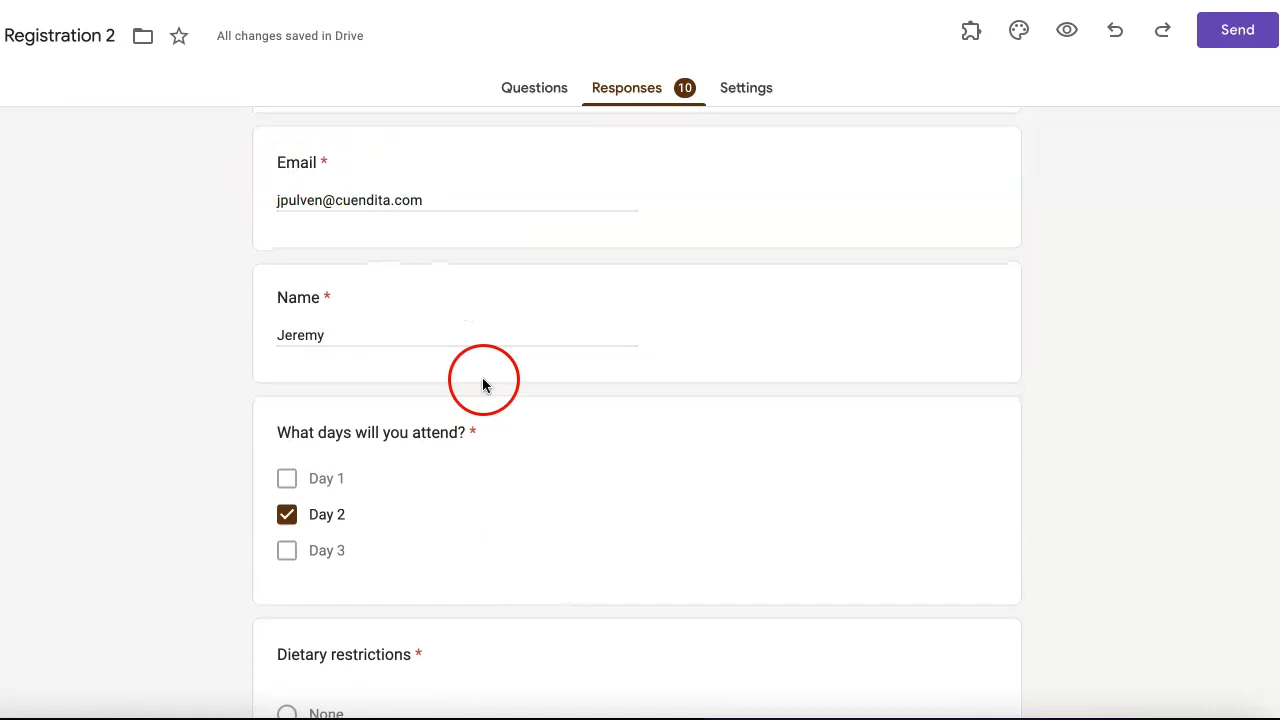 Registration 2
All changes saved in Drive
Send
Questions
Responses 10
Settings
Email *
jpulven@cuendita.com
Name *
Jeremy
What days will you attend? *
Day 1
Day 2
Day 3
Dietary restrictions *
None